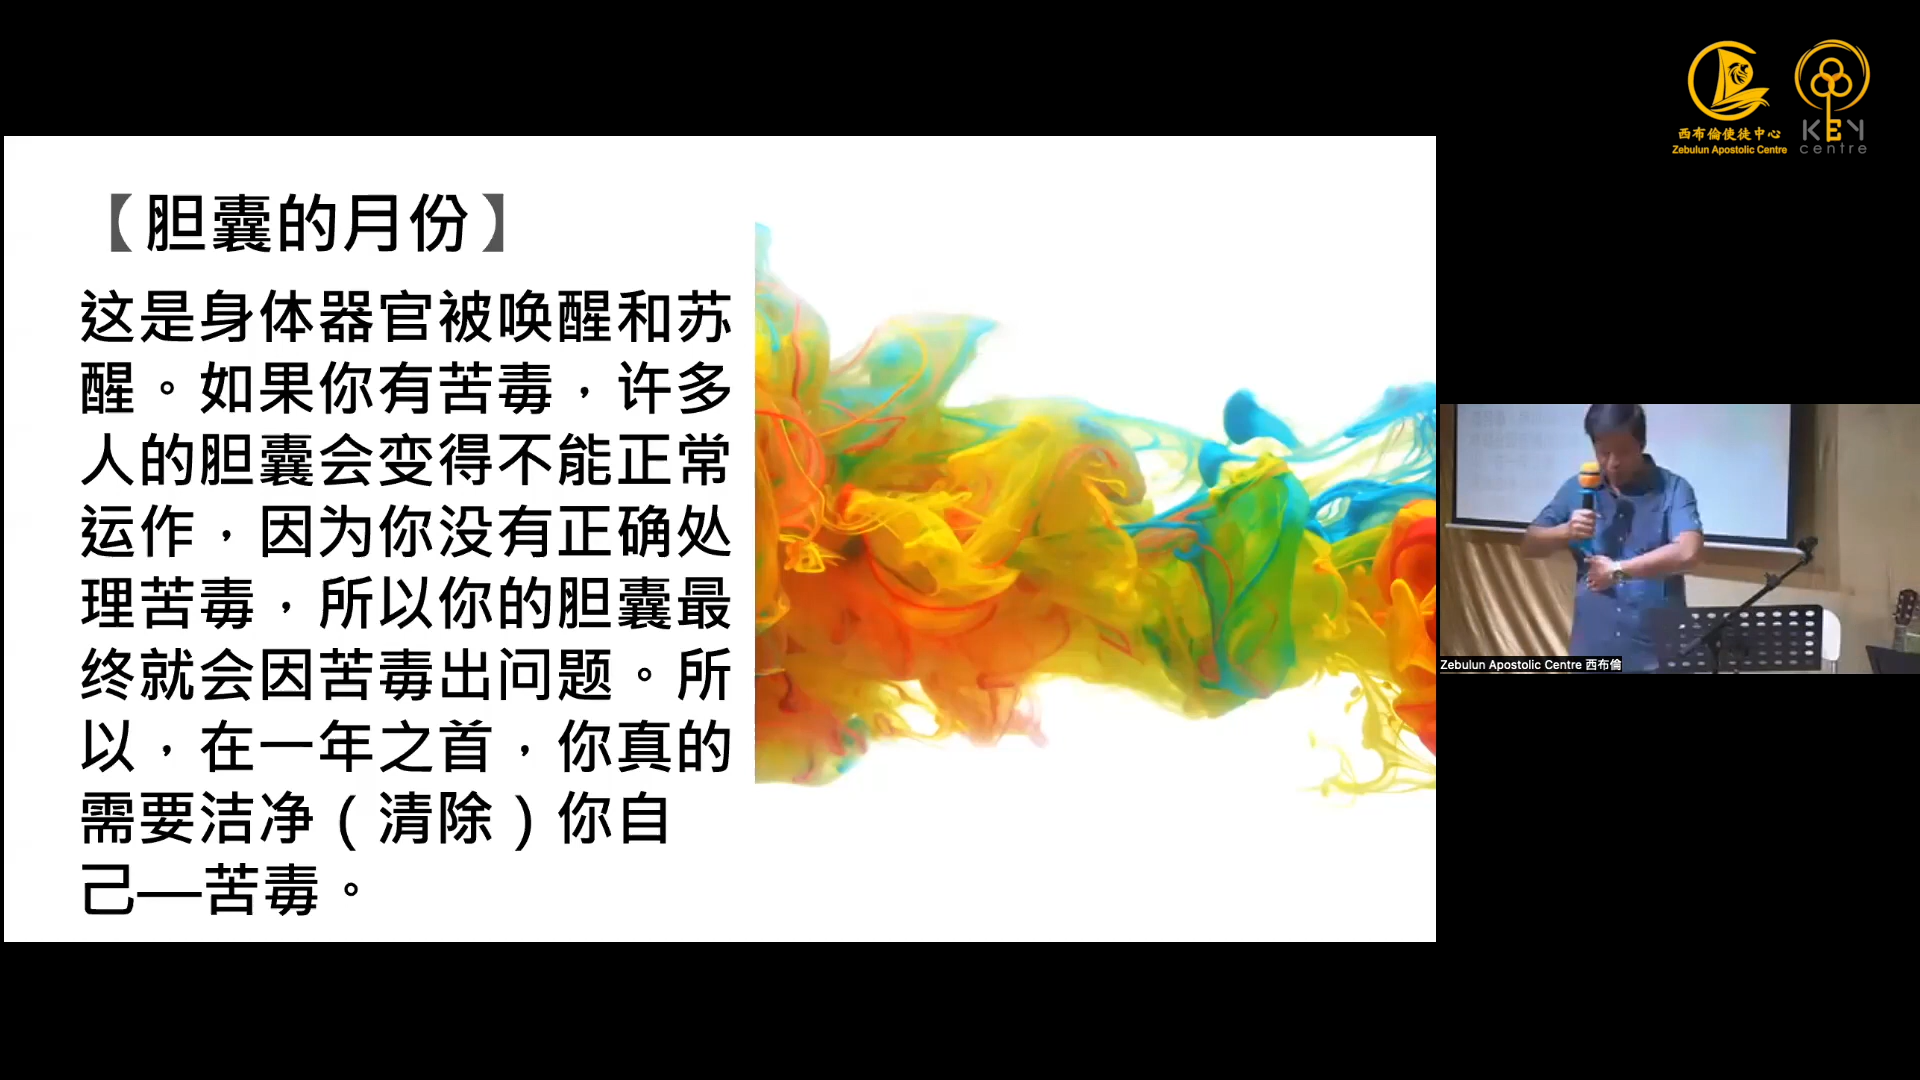 【胆囊的月份】
这是身体器官被唤醒和苏
醒。如果你有苦毒，许多
人的胆囊会变得不能正常
运作，因为你没有正确处
理苦毒，所以你的胆囊最
终就会因苦毒出问题。所
以，在一年之首，你真的
需要洁净（清除）你自
己——苦毒。
西布倫使徒中心
Zebulun Apostolic Centre
KEY
centre
Zebulun Apostolic Centre 西布倫